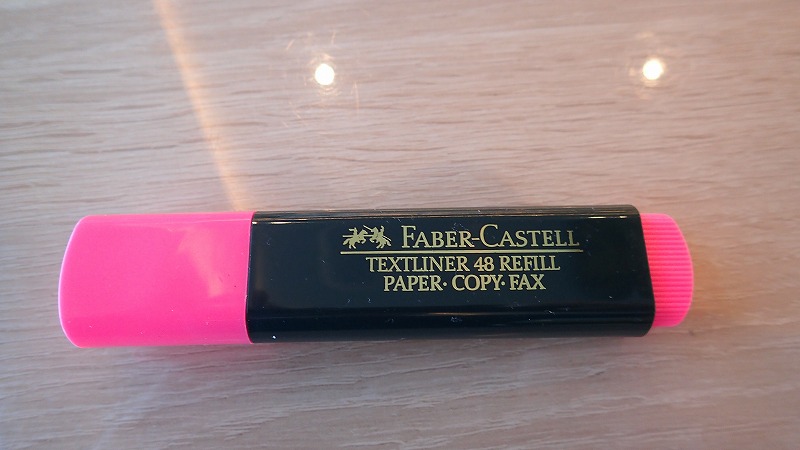 FABER-CASTELL
TEXTLINER 48 REFILL
PAPER· COPY· FAX